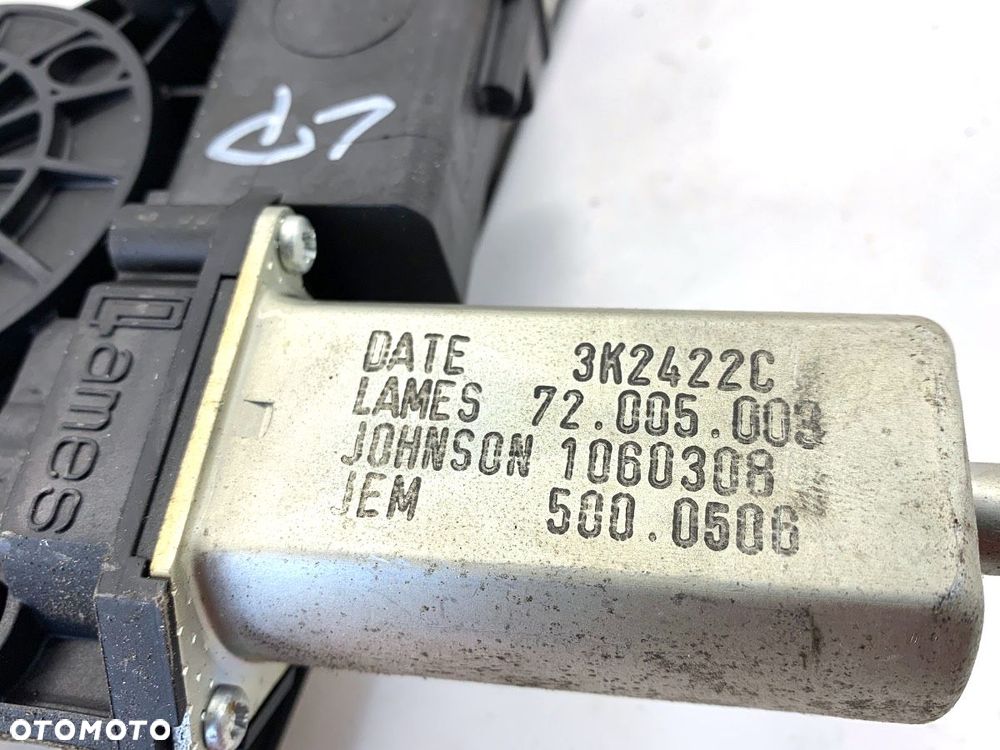 LP
Lames
DATE 3K2422C
LAMES 72.005.003
JOHNSON 1060308
JEM 500.0506
OTOMOTO